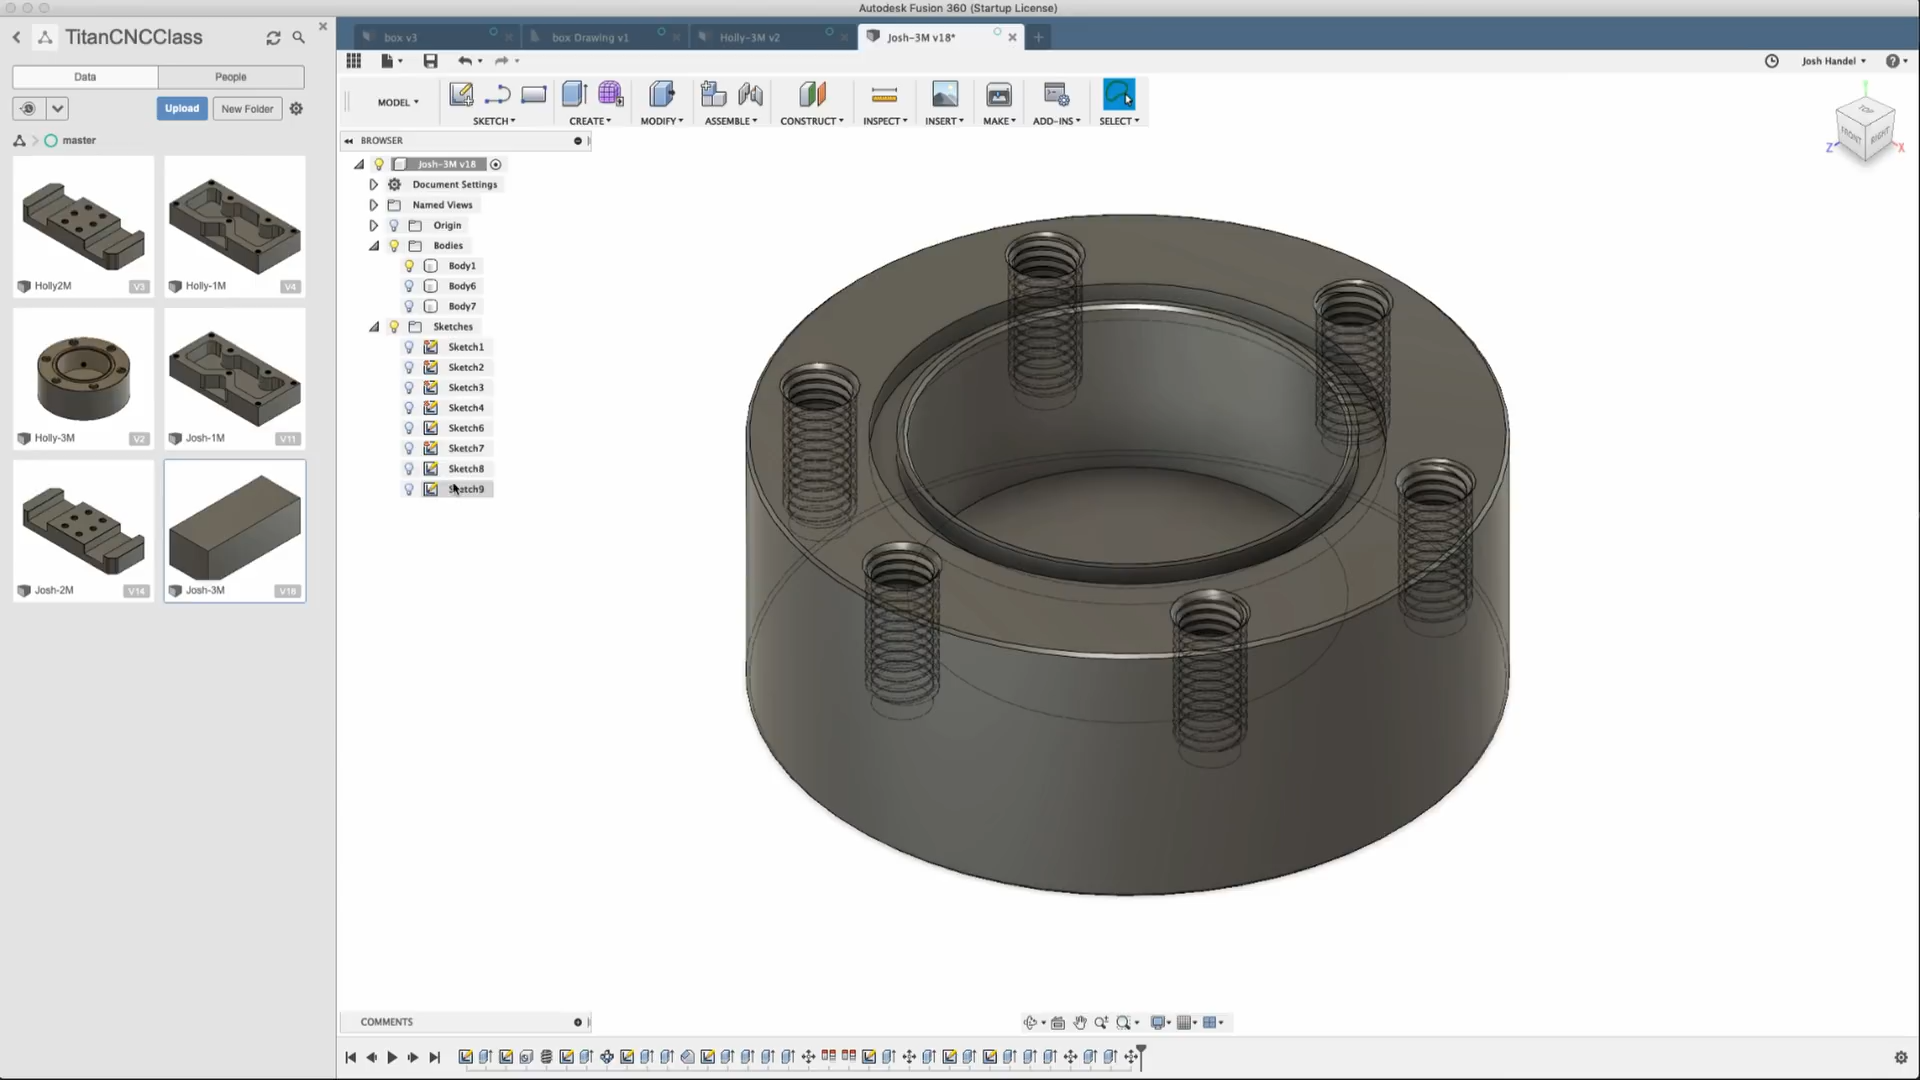 Autodesk Fusion 360 (Startup License)
TitanCNCClass
box v3
box Drawing v1
Holly-3M v2
Josh-3M v18*
Data
People
Josh Handel
Upload
New Folder
MODEL
SKETCH
CREATE
MODIFY
ASSEMBLE
CONSTRUCT
INSPECT
INSERT
MAKE
ADD-INS
SELECT
TOP
FRONT
RIGHT
Z
X
master
BROWSER
Josh-3M v18
Document Settings
Named Views
Origin
Bodies
Body1
Body6
Body7
Sketches
Sketch1
Sketch2
Sketch3
Sketch4
Sketch6
Sketch7
Sketch8
Sketch9
Holly2M V3
Holly-1M V4
Holly-3M V2
Josh-1M V11
Josh-2M V14
Josh-3M V18
COMMENTS